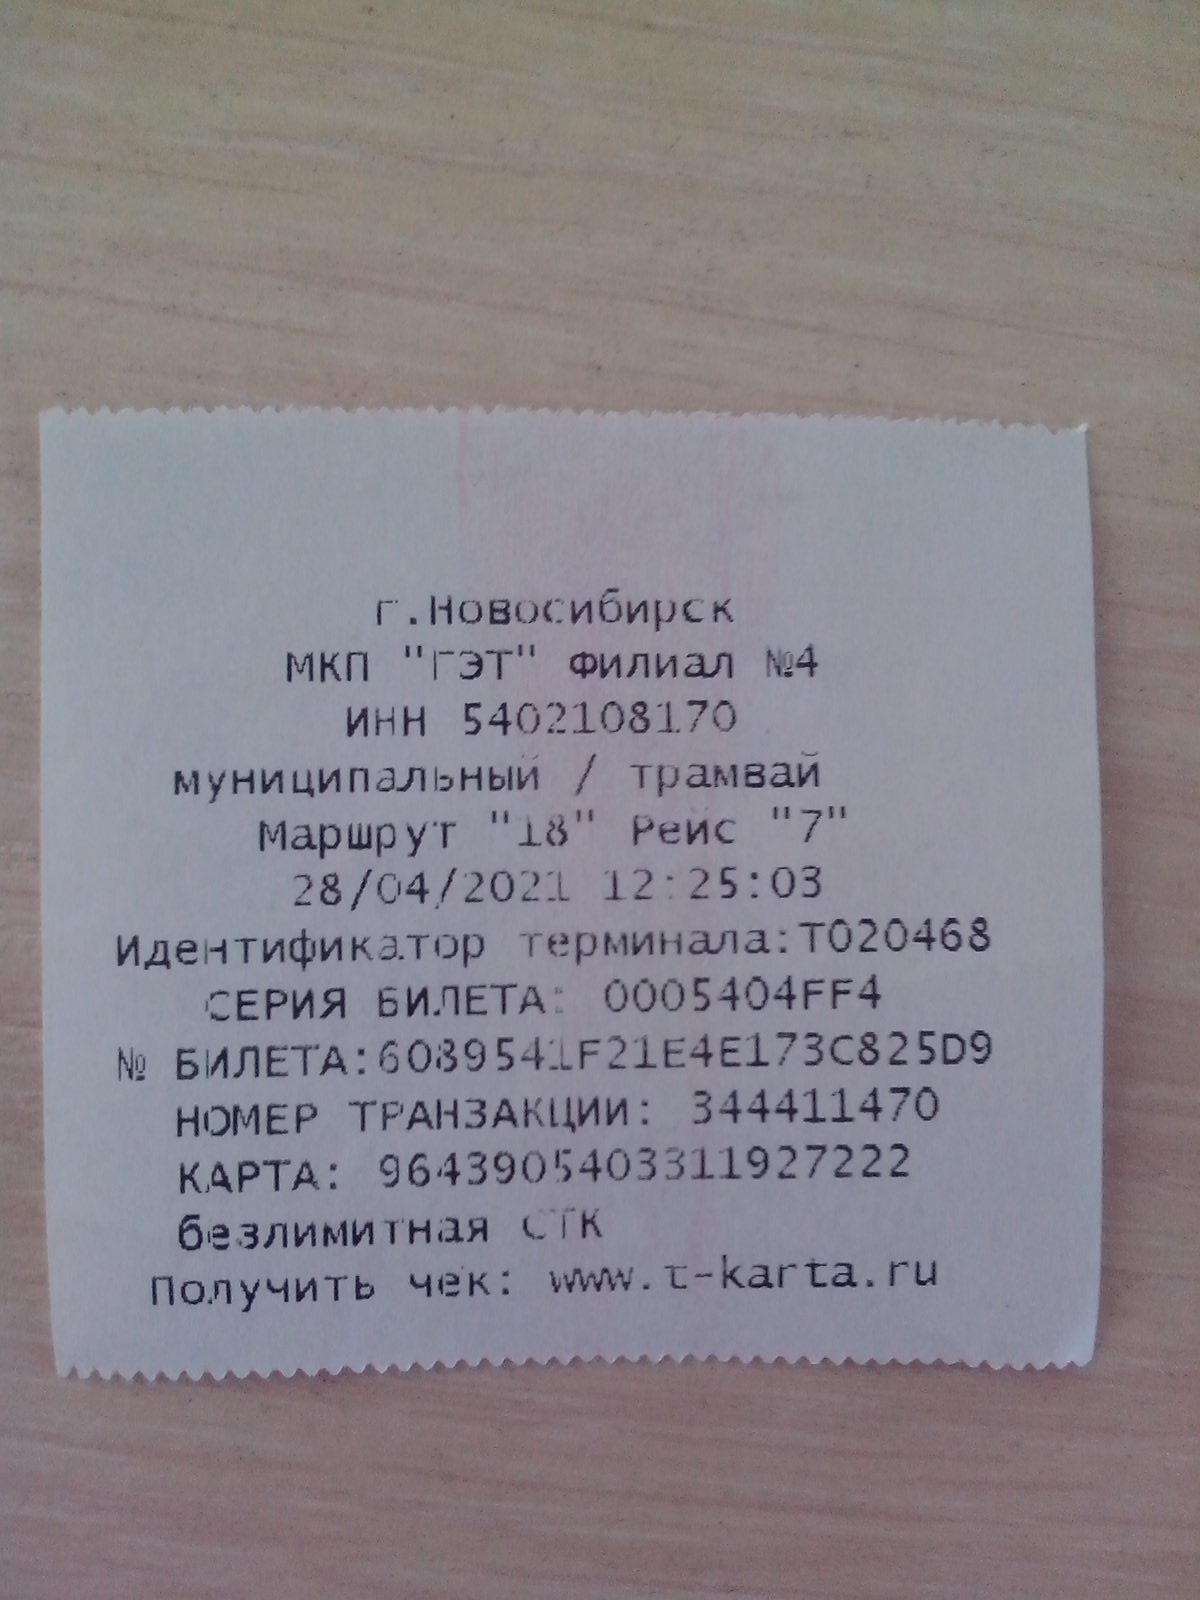 г.Новосибирск
МКП "ГЭТ" Филиал №4
ИНН 5402108170
муниципальный / трамвай
Маршрут "18" Рейс "7"
28/04/2021 12:25:03
Идентификатор терминала:T020468
СЕРИЯ БИЛЕТА: 0005404FF4
№ БИЛЕТА:6089541F21E4E173C825D9
НОМЕР ТРАНЗАКЦИИ: 344411470
КАРТА: 9643905403311927222
безлимитная СТК
Получить чек: www.t-karta.ru